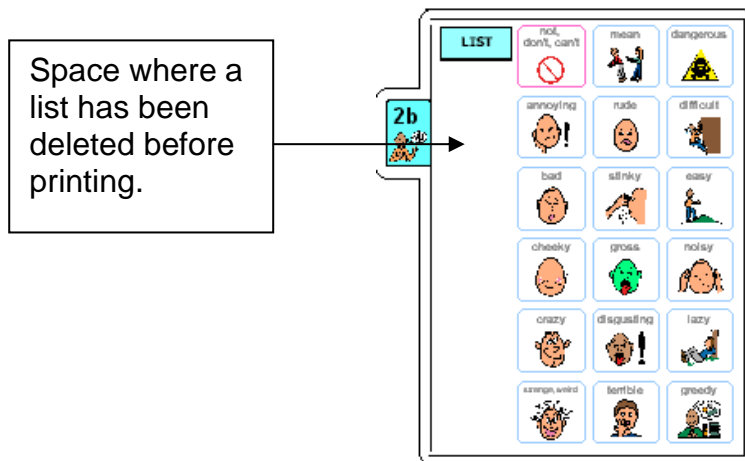 Space where a
list has been
deleted before
printing.
2b
LIST
not,
don't, can't
mean
dangerous
annoying
rude
difficult
bad
stinky
easy
cheeky
gross
noisy
crazy
disgusting
lazy
strange, weird
terrible
greedy